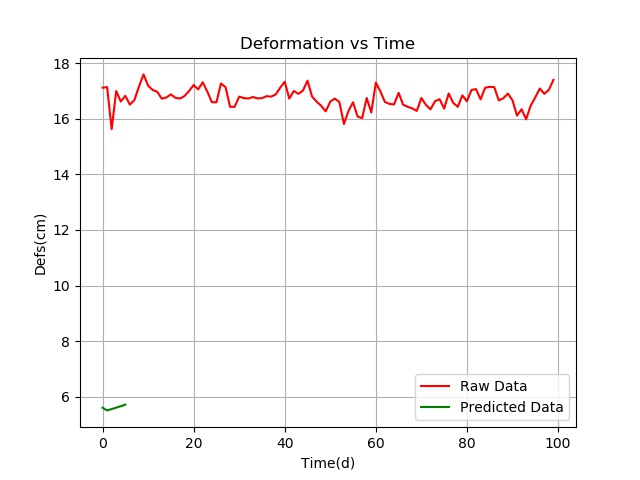 Deformation vs Time
18
16
14
12
10
8
6
Defs(cm)
0 20 40 60 80 100
Time(d)
Raw Data
Predicted Data